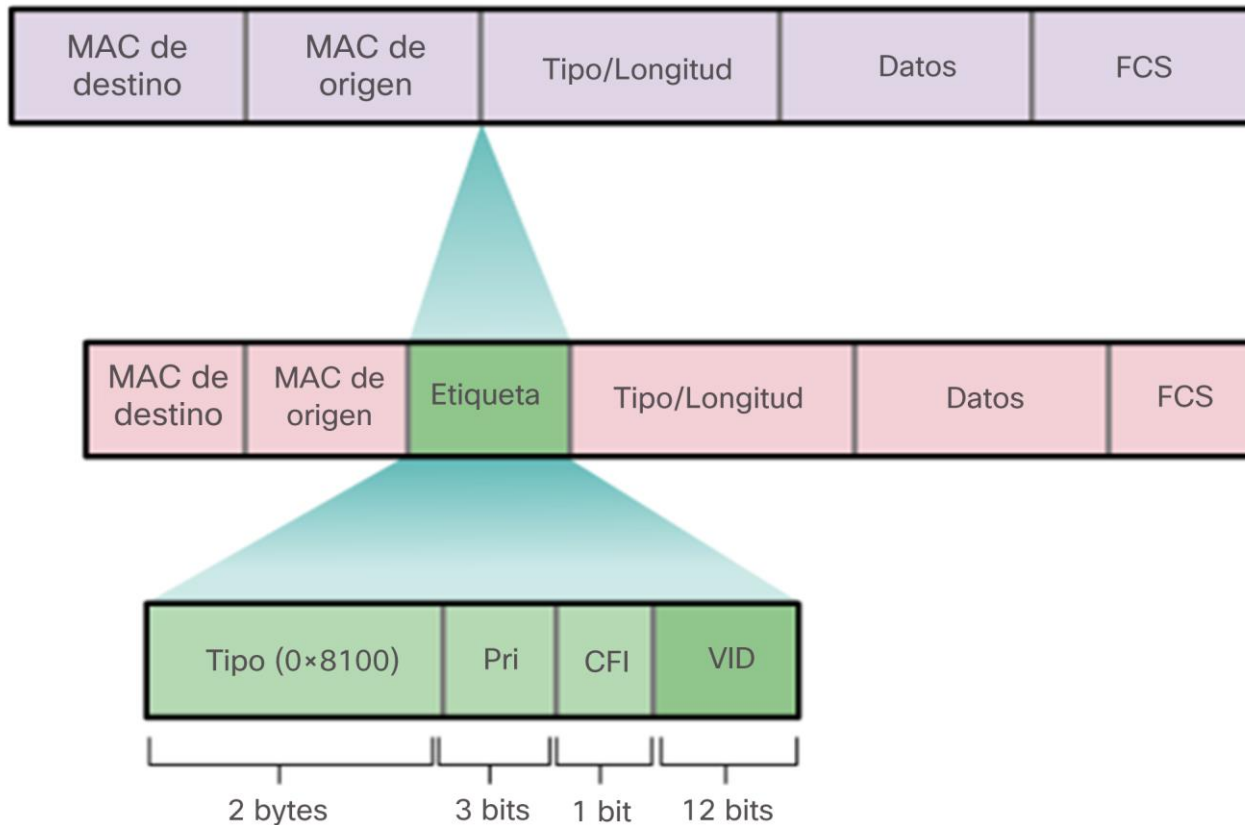 MAC de
destino
MAC de
origen
Tipo/Longitud
Datos
FCS
MAC de
destino
MAC de
origen
Etiqueta
Tipo/Longitud
Datos
FCS
Tipo (0×8100)
Pri
CFI
VID
2 bytes
3 bits
1 bit
12 bits